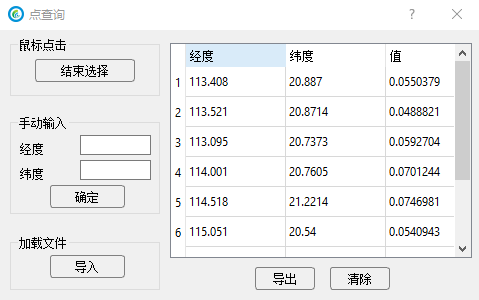 点查询
鼠标点击
结束选择
手动输入
经度
纬度
确定
加载文件
导入
经度 纬度 值
1 113.408 20.887 0.0550379
2 113.521 20.8714 0.0488821
3 113.095 20.7373 0.0592704
4 114.001 20.7605 0.0701244
5 114.518 21.2214 0.0746981
6 115.051 20.54 0.0540943
导出 清除